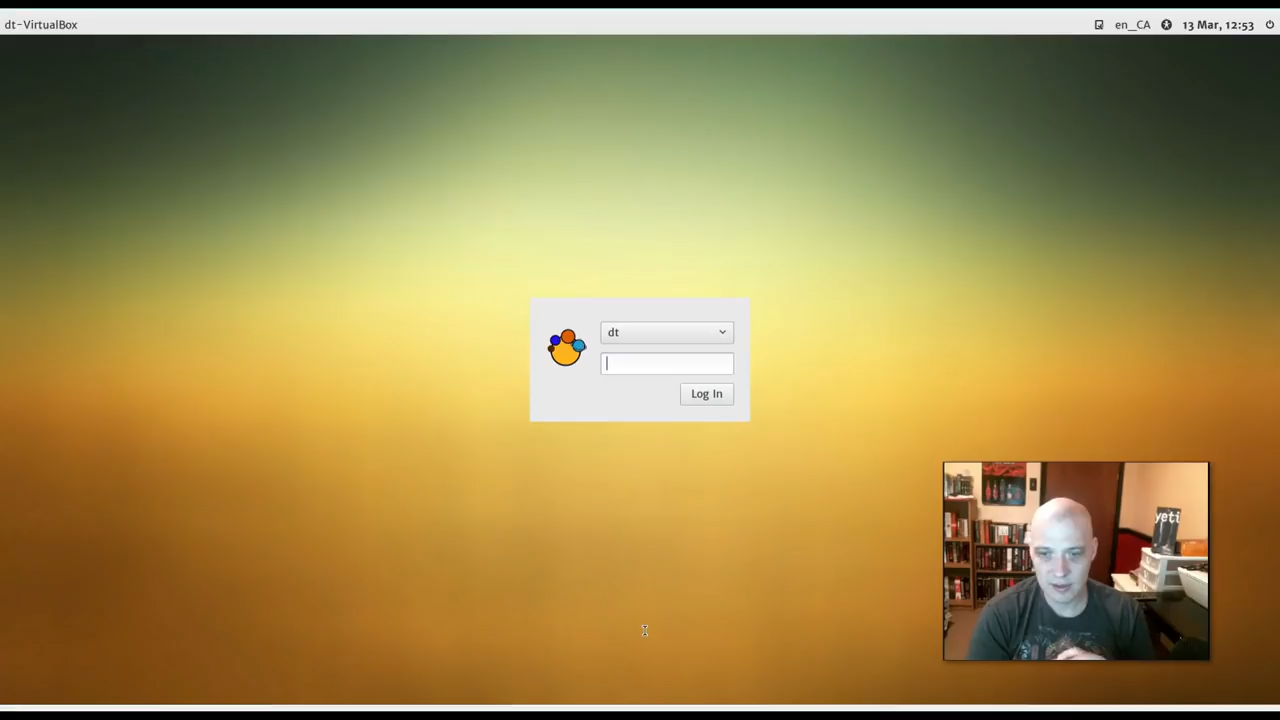 dt-VirtualBox
en_CA
13 Mar, 12:53
dt
Log In
yeti